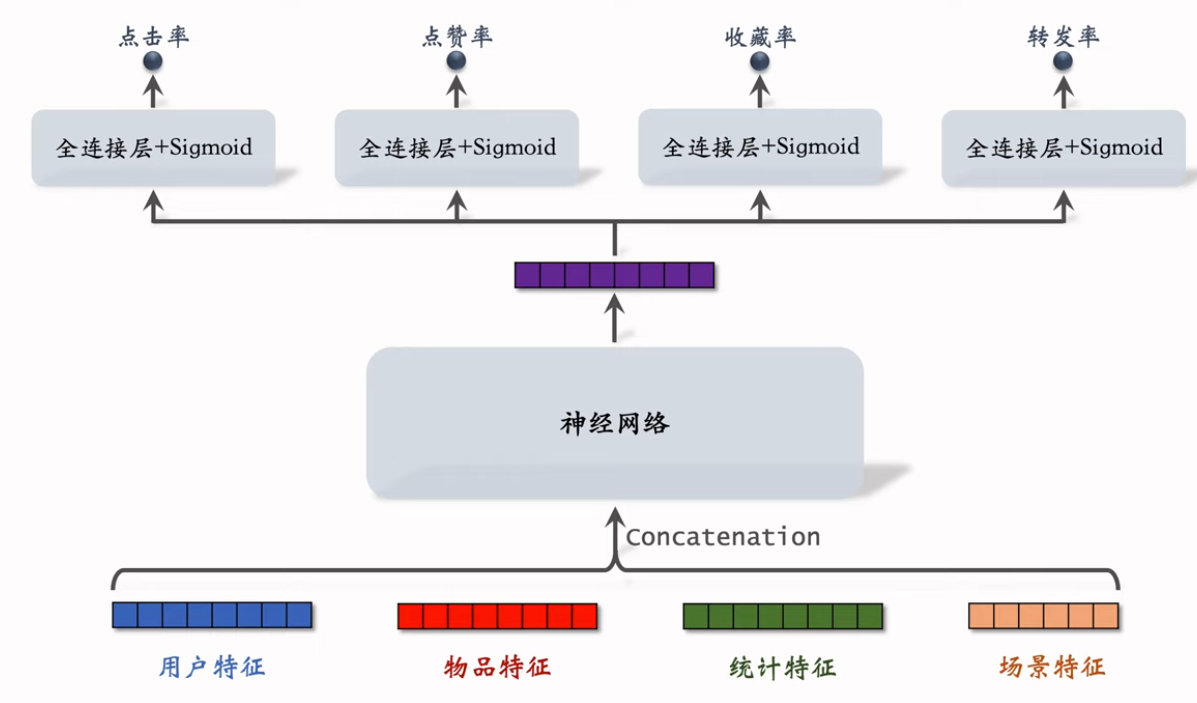 点击率
点赞率
收藏率
转发率
全连接层+Sigmoid
全连接层+Sigmoid
全连接层+Sigmoid
全连接层+Sigmoid
神经网络
Concatenation
用户特征
物品特征
统计特征
场景特征